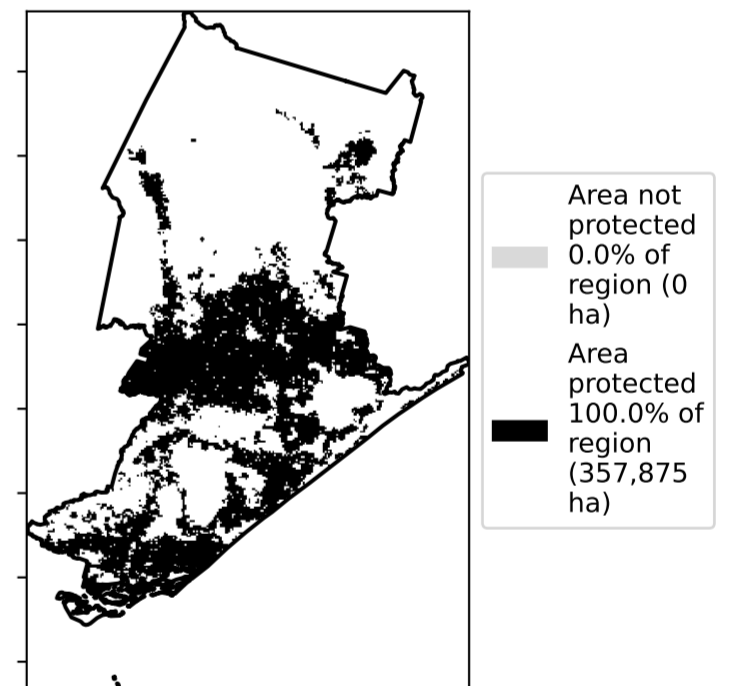 Area not
protected
0.0% of
region (0
ha)
Area
protected
100.0% of
region
(357,875
ha)